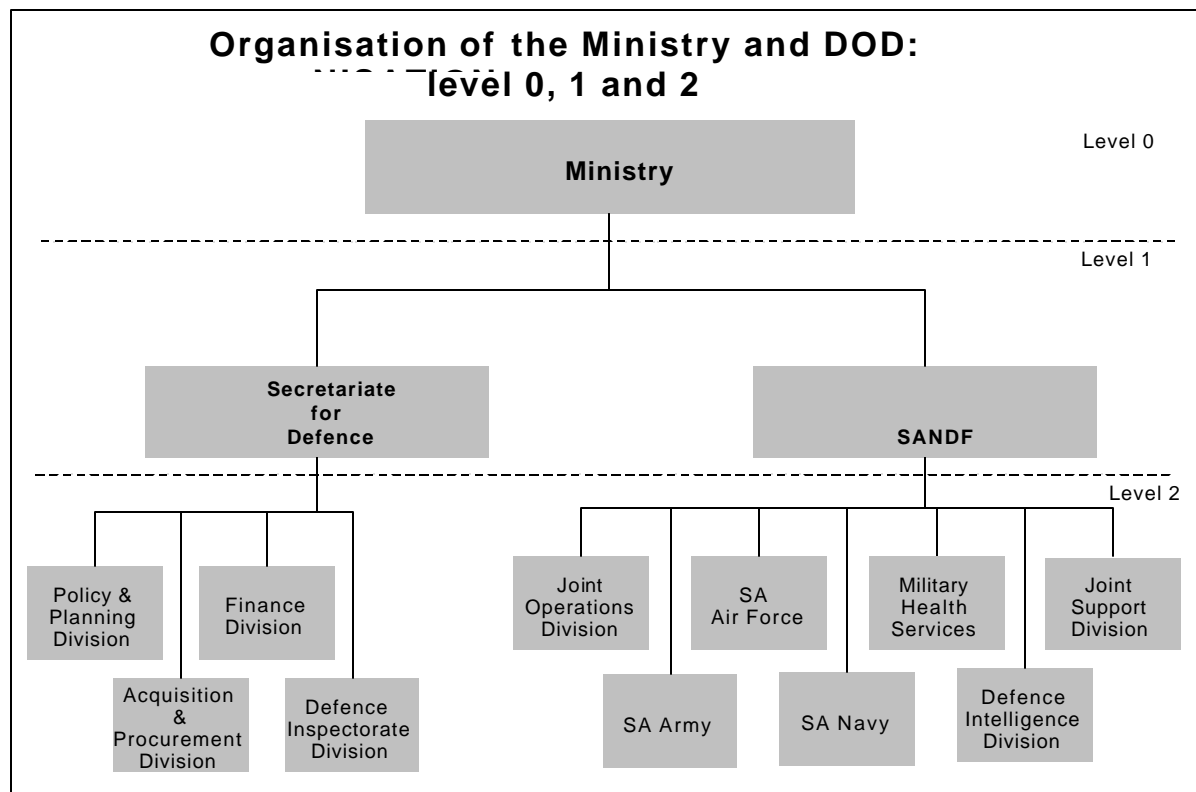 Organisation of the Ministry and DOD:
level 0, 1 and 2
Level 0
Ministry
Level 1
Secretariate
for
Defence
SANDF
Level 2
Policy &
Planning
Division
Finance
Division
Joint
Operations
Division
SA
Air Force
Military
Health
Services
Joint
Support
Division
Acquisition
&
Procurement
Division
Defence
Inspectorate
Division
SA Army
SA Navy
Defence
Intelligence
Division